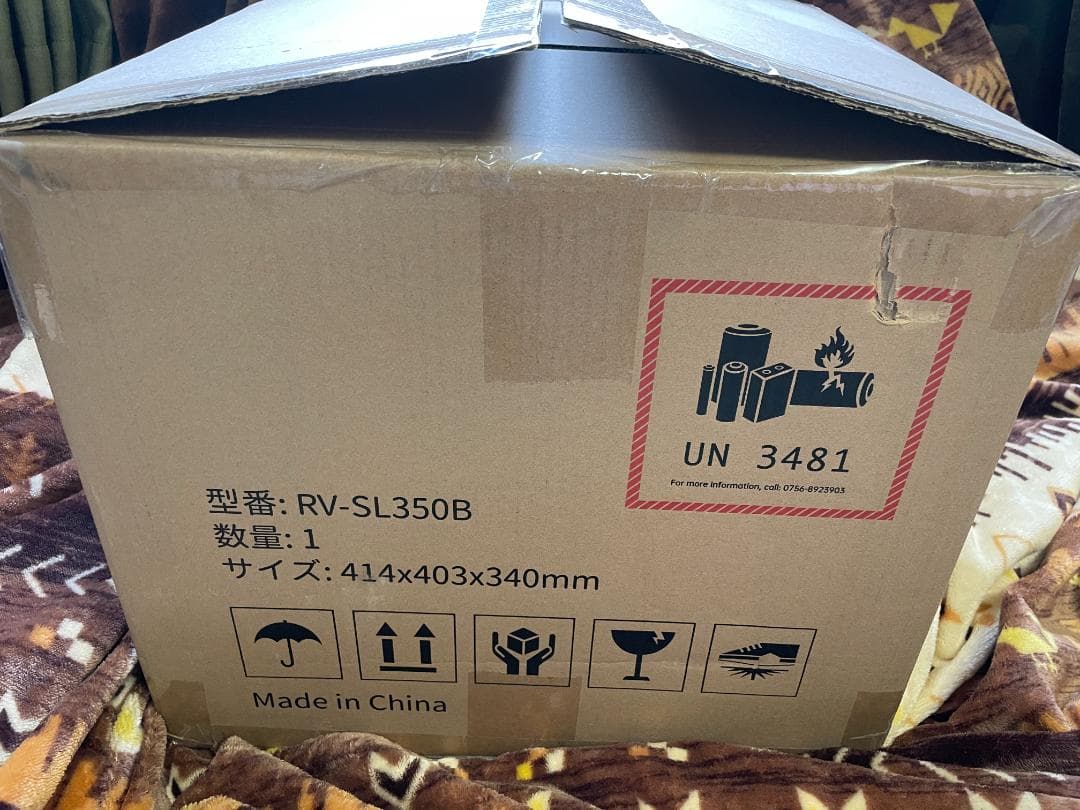 UN 3481
For more information, call: 0756-8923903
型番: RV-SL350B
数量: 1
サイズ: 414x403x340mm
Made in China